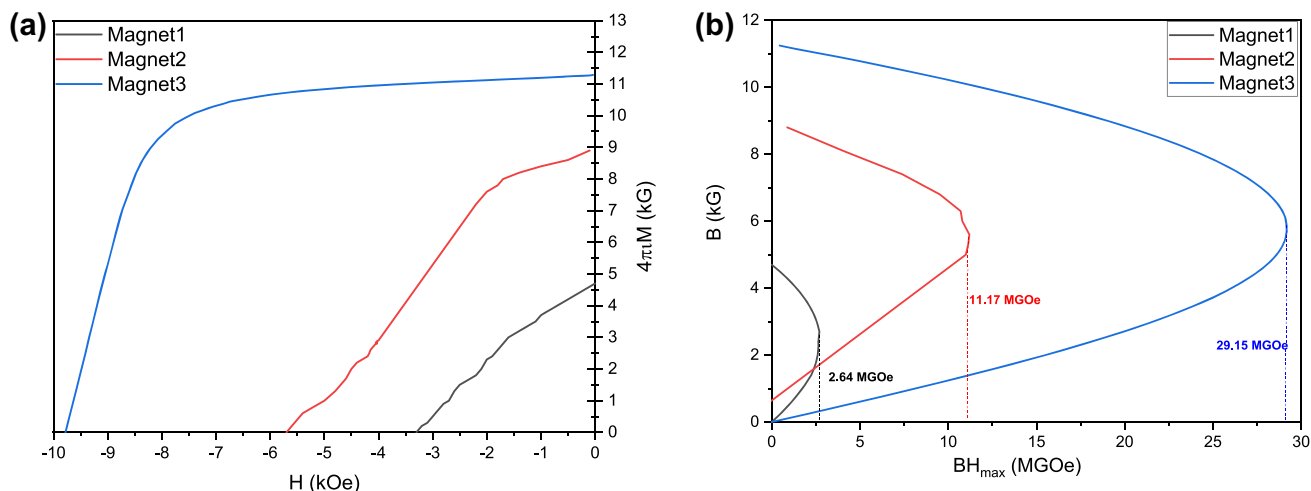 (a)
Magnet1
Magnet2
Magnet3
13
12
11
10
9
8
7
6
5
4
3
2
1
0
4πιM (kG)
-10 -9 -8 -7 -6 -5 -4 -3 -2 -1 0
H (kOe)
(b)
12
10
8
6
4
2
0
B (kG)
Magnet1
Magnet2
Magnet3
11.17 MGOe
29.15 MGOe
2.64 MGOe
0 5 10 15 20 25 30
BHmax (MGOe)